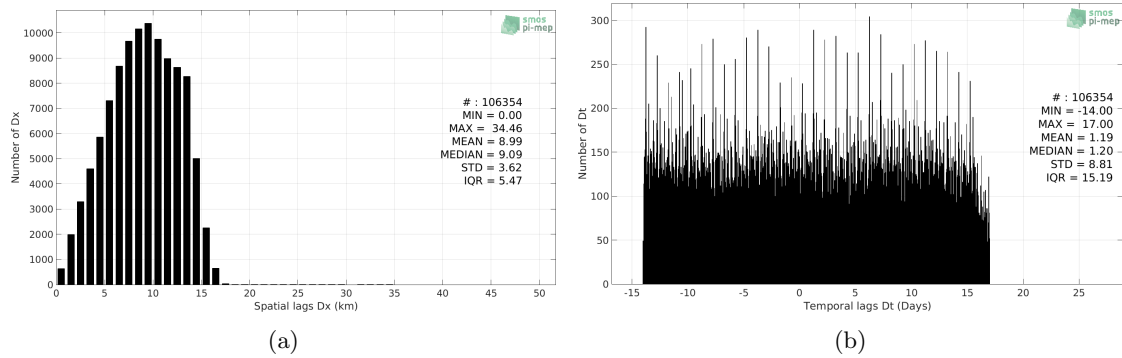 smos
pi-mep
10000
9000
8000
7000
6000
5000
4000
3000
2000
1000
0
Number of Dx
# : 106354
MIN = 0.00
MAX = 34.46
MEAN = 8.99
MEDIAN = 9.09
STD = 3.62
IQR = 5.47
0 5 10 15 20 25 30 35 40 45 50
Spatial lags Dx (km)
(a)
smos
pi-mep
300
250
200
150
100
50
0
Number of Dt
# : 106354
MIN = -14.00
MAX = 17.00
MEAN = 1.19
MEDIAN = 1.20
STD = 8.81
IQR = 15.19
-15 -10 -5 0 5 10 15 20 25
Temporal lags Dt (Days)
(b)